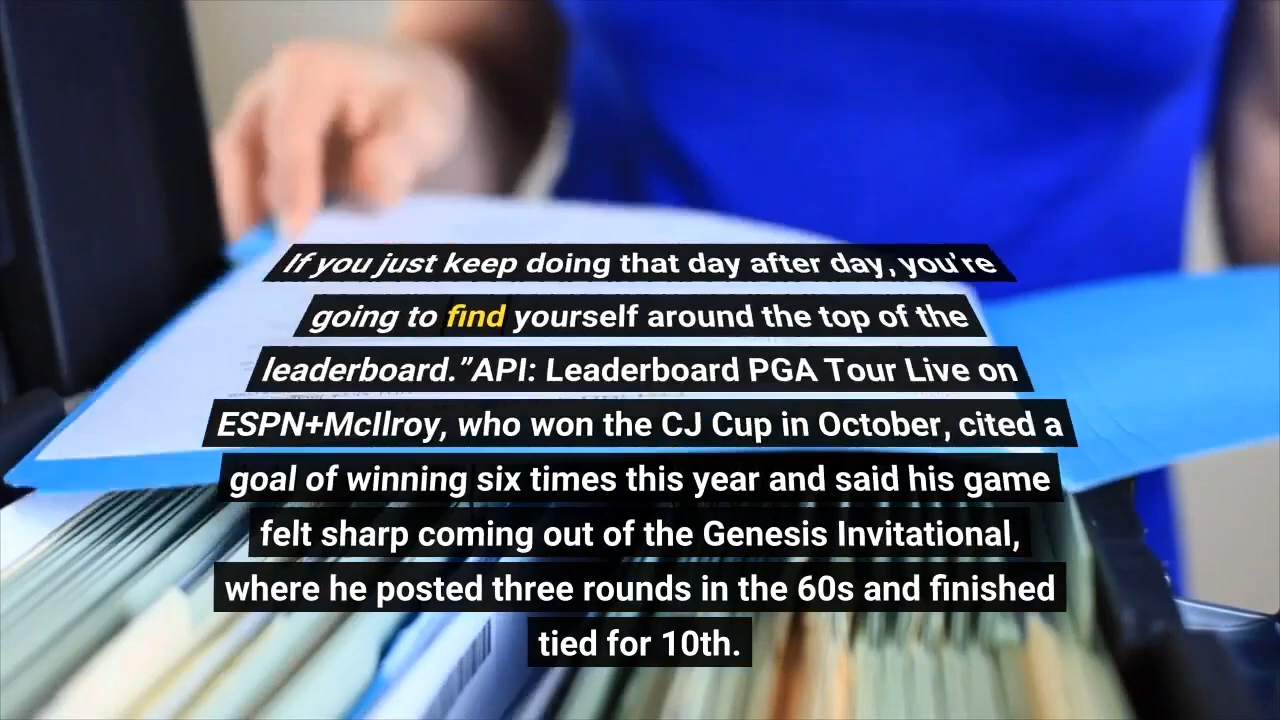 If you just keep doing that day after day, you're
going to find yourself around the top of the
leaderboard.”API: Leaderboard PGA Tour Live on
ESPN+McIlroy, who won the CJ Cup in October, cited a
goal of winning six times this year and said his game
felt sharp coming out of the Genesis Invitational,
where he posted three rounds in the 60s and finished
tied for 10th.